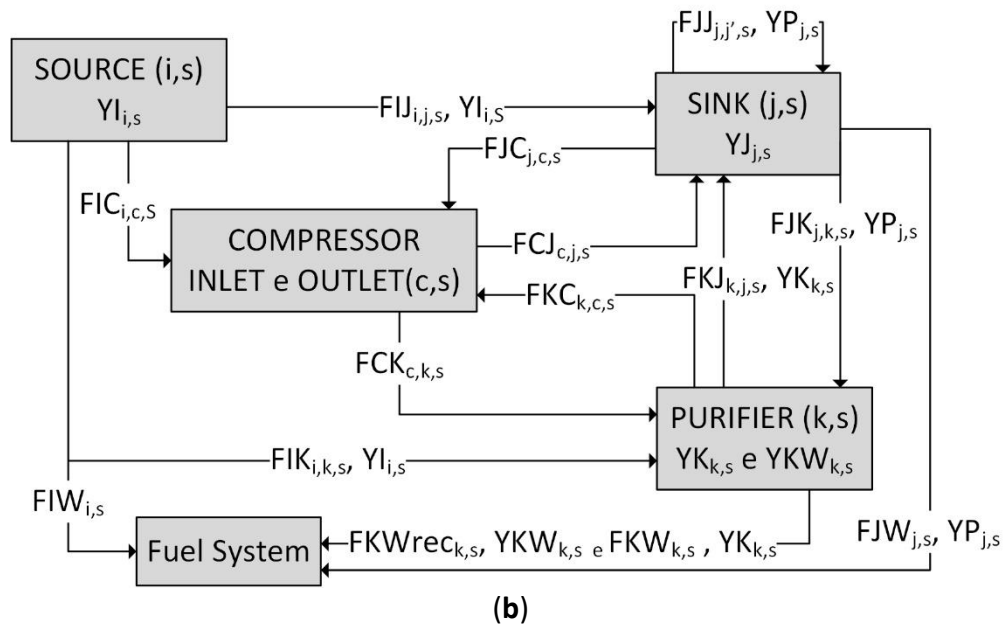 FJJj,j',s, YPj,s
SOURCE (i,s)
YIi,s
SINK (j,s)
YJj,s
FIJi,j,s, YIi,S
FJCj,c,s
FICi,c,S
COMPRESSOR
INLET e OUTLET(c,s)
FCJc,j,s
FJKj,k,s, YPj,s
FKJk,j,s, YKk,s
FKCk,c,s
FCKc,k,s
PURIFIER (k,s)
YKk,s e YKWk,s
FIKi,k,s, YIi,s
FIWi,s
Fuel System
FKWreck,s, YKWk,s e FKWk,s , YKk,s
FJWj,s, YPj,s
(b)